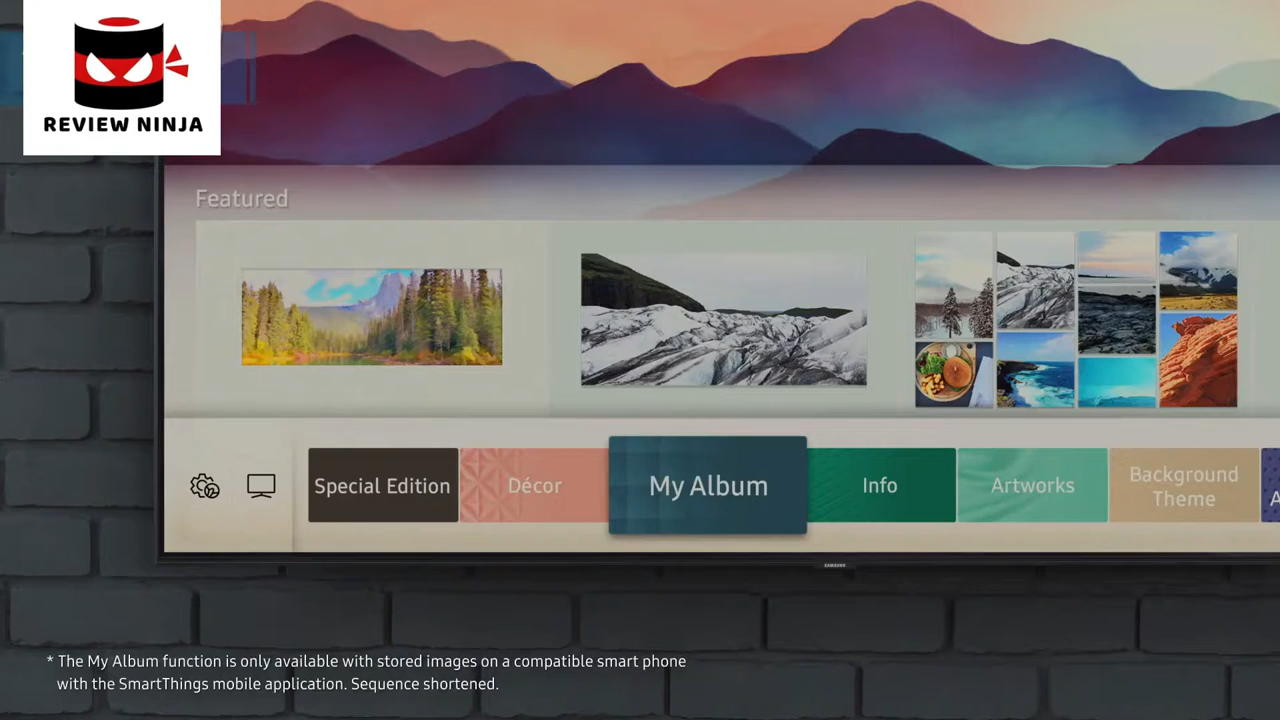 REVIEW NINJA
Featured
Special Edition
Décor
My Album
Info
Artworks
Background
Theme
A
SAMSUNG
* The My Album function is only available with stored images on a compatible smart phone
with the SmartThings mobile application. Sequence shortened.